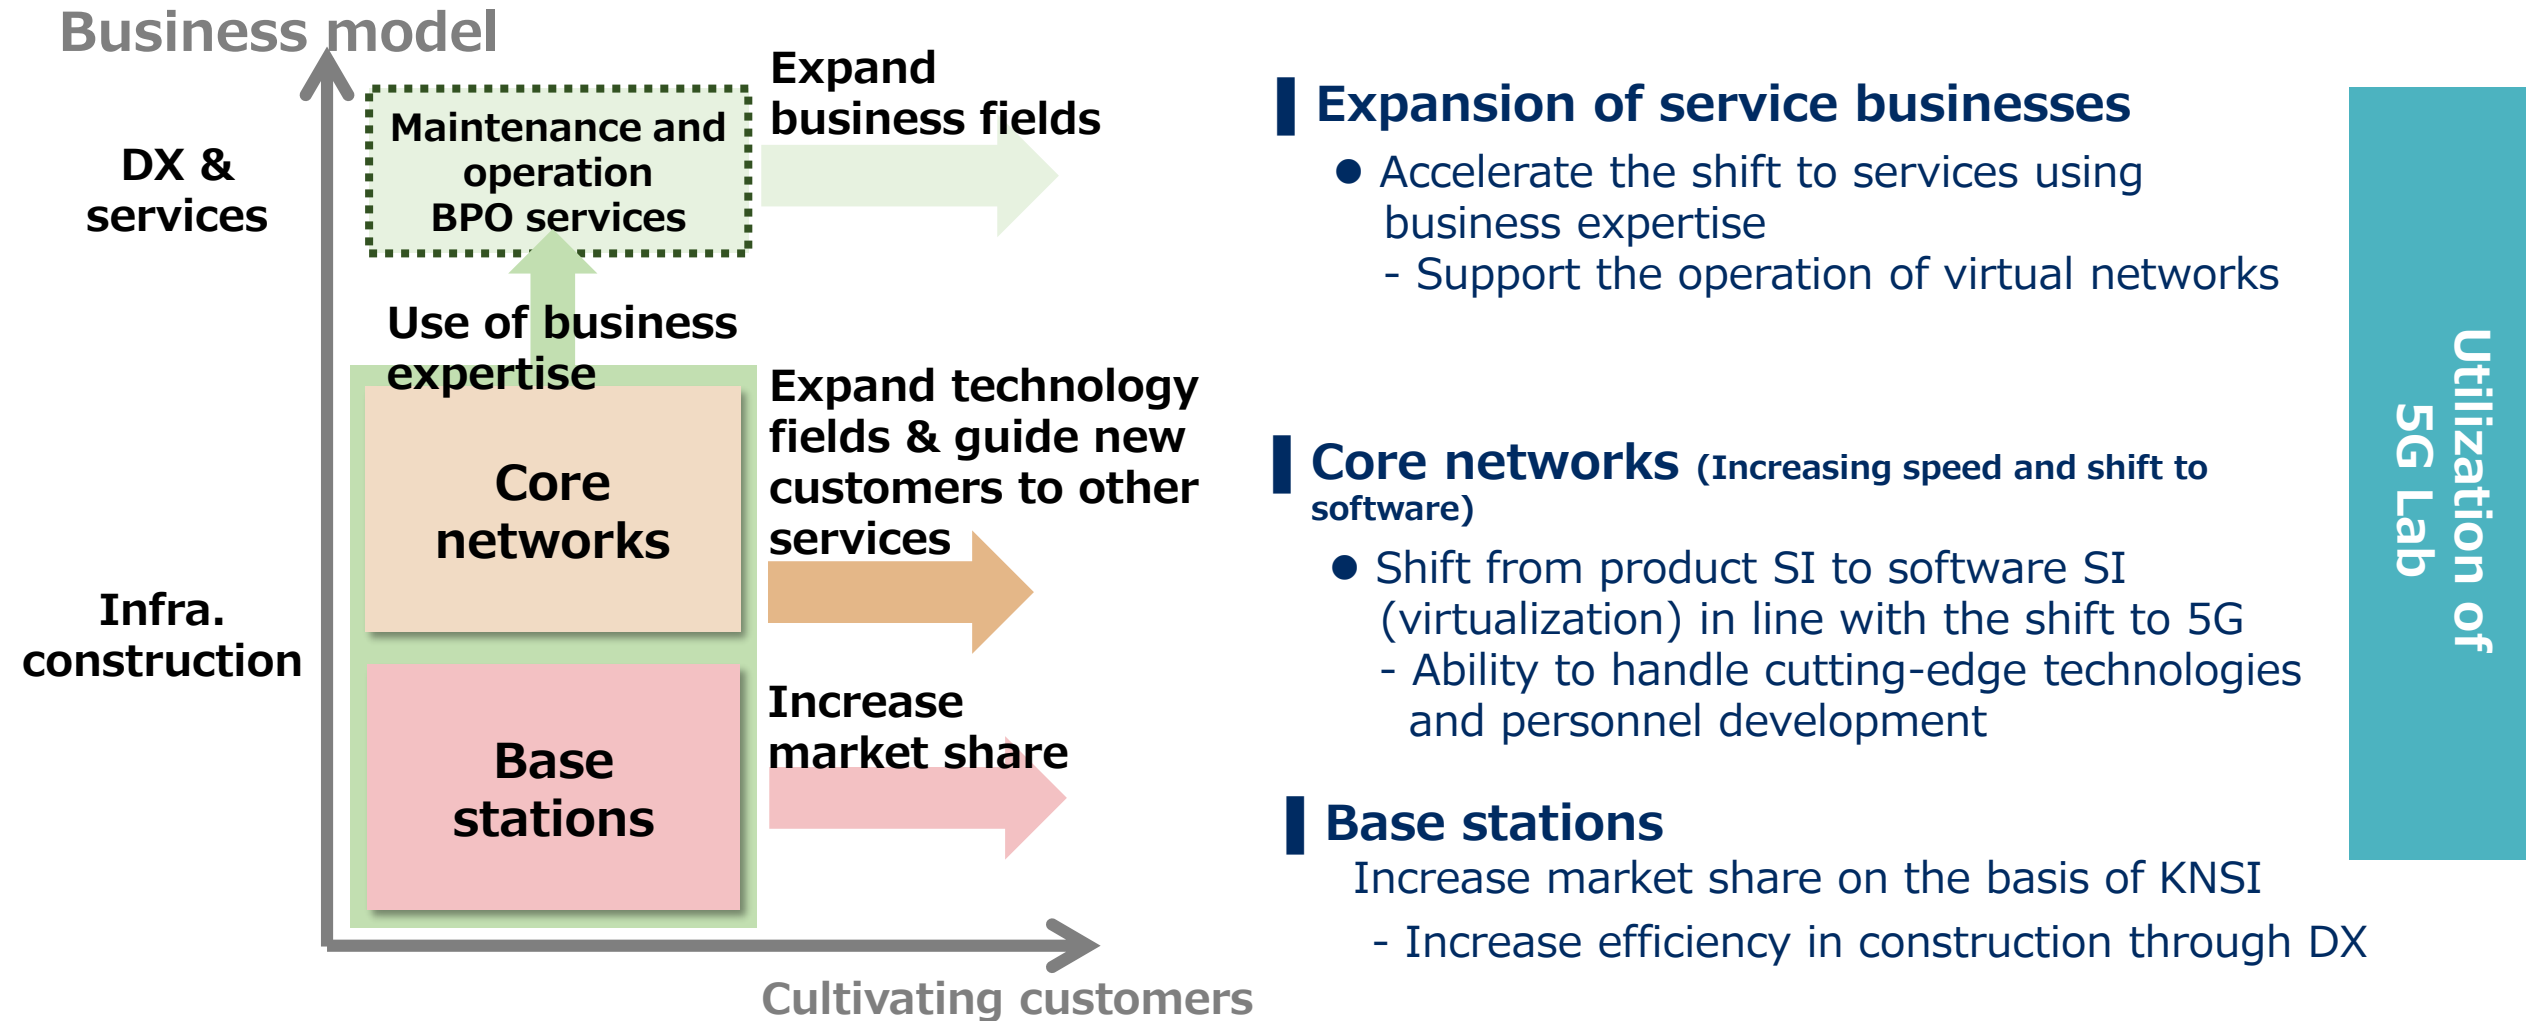 Business model
DX &
services
Maintenance and
operation
BPO services
Expand
business fields
Use of business
expertise
Infra.
construction
Core
networks
Expand technology
fields & guide new
customers to other
services
Base
stations
Increase
market share
Cultivating customers
Expansion of service businesses
● Accelerate the shift to services using
business expertise
- Support the operation of virtual networks
Core networks (Increasing speed and shift to
software)
● Shift from product SI to software SI
(virtualization) in line with the shift to 5G
- Ability to handle cutting-edge technologies
and personnel development
Base stations
Increase market share on the basis of KNSI
- Increase efficiency in construction through DX
Utilization of
5G Lab